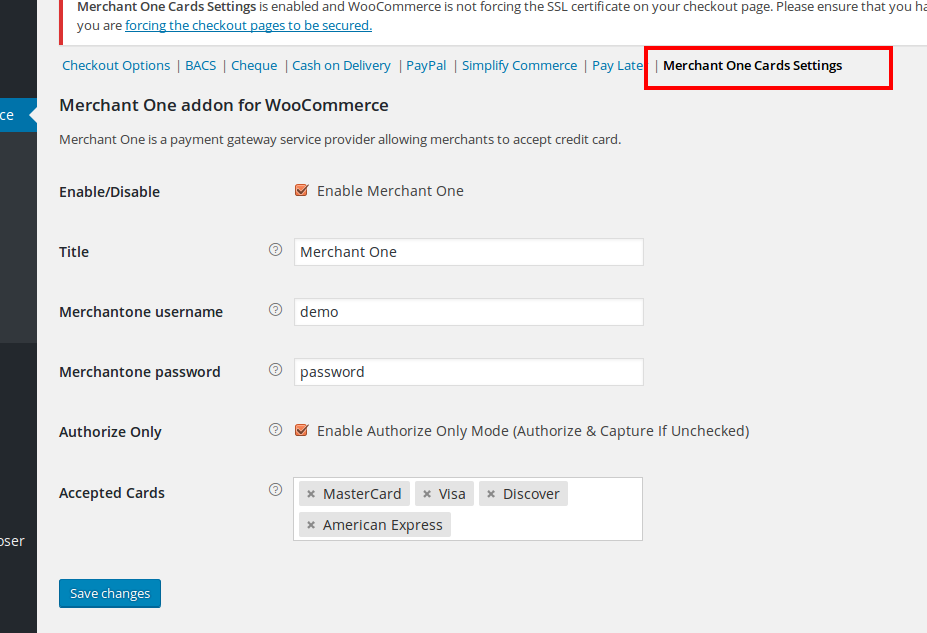 Merchant One Cards Settings is enabled and WooCommerce is not forcing the SSL certificate on your checkout page. Please ensure that you
you are forcing the checkout pages to be secured.
Checkout Options | BACS | Cheque | Cash on Delivery | PayPal | Simplify Commerce | Pay Late | Merchant One Cards Settings
ce
Merchant One addon for WooCommerce
Merchant One is a payment gateway service provider allowing merchants to accept credit card.
Enable/Disable Enable Merchant One
Title ? Merchant One
Merchantone username ? demo
Merchantone password ? password
Authorize Only ? Enable Authorize Only Mode (Authorize & Capture If Unchecked)
Accepted Cards ? × MasterCard × Visa × Discover
× American Express
oser
Save changes